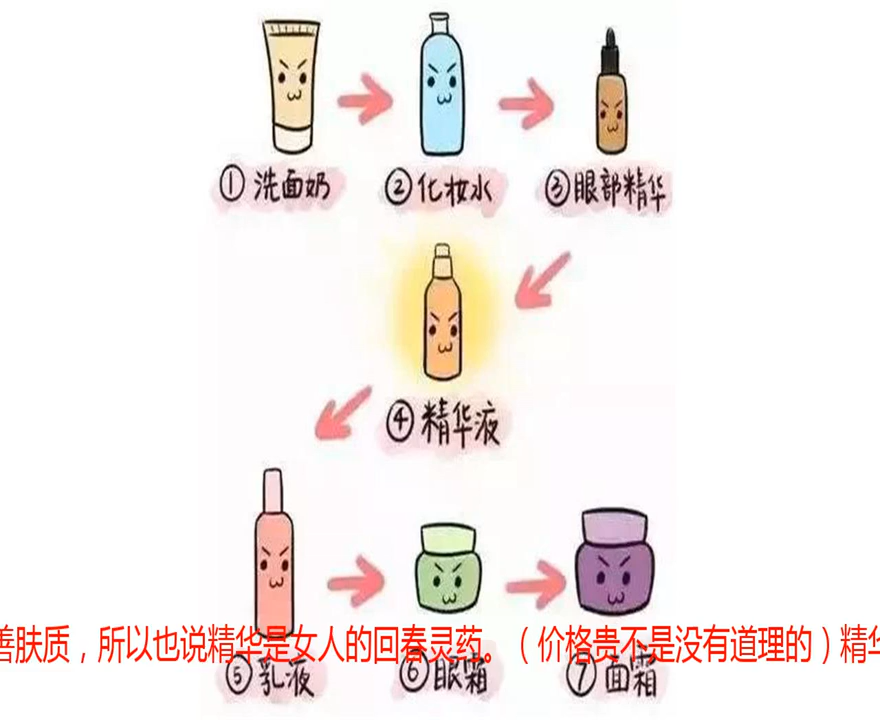 ① 洗面奶
② 化妆水
③ 眼部精华
④ 精华液
善肤质，所以也说精华是女人的回春灵药。（价格贵不是没有道理的）精华
⑤ 乳液
⑥ 眼霜
⑦ 面霜